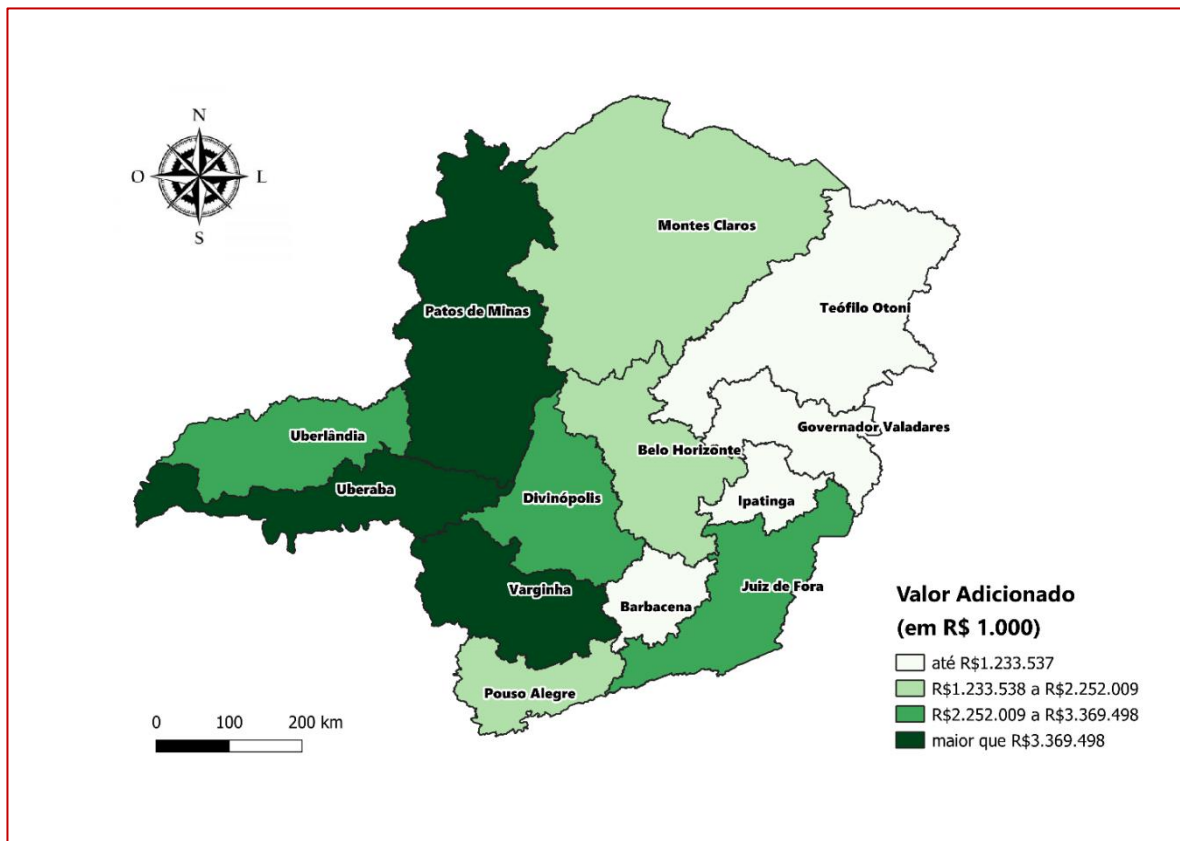 N
O
L
S
Montes Claros
Teófilo Otoni
Patos de Minas
Governador Valadares
Uberlândia
Belo Horizonte
Uberaba
Divinópolis
Ipatinga
Varginha
Juiz de Fora
Barbacena
Pouso Alegre
Valor Adicionado
(em R$ 1.000)
até R$1.233.537
R$1.233.538 a R$2.252.009
R$2.252.009 a R$3.369.498
maior que R$3.369.498
0 100 200 km